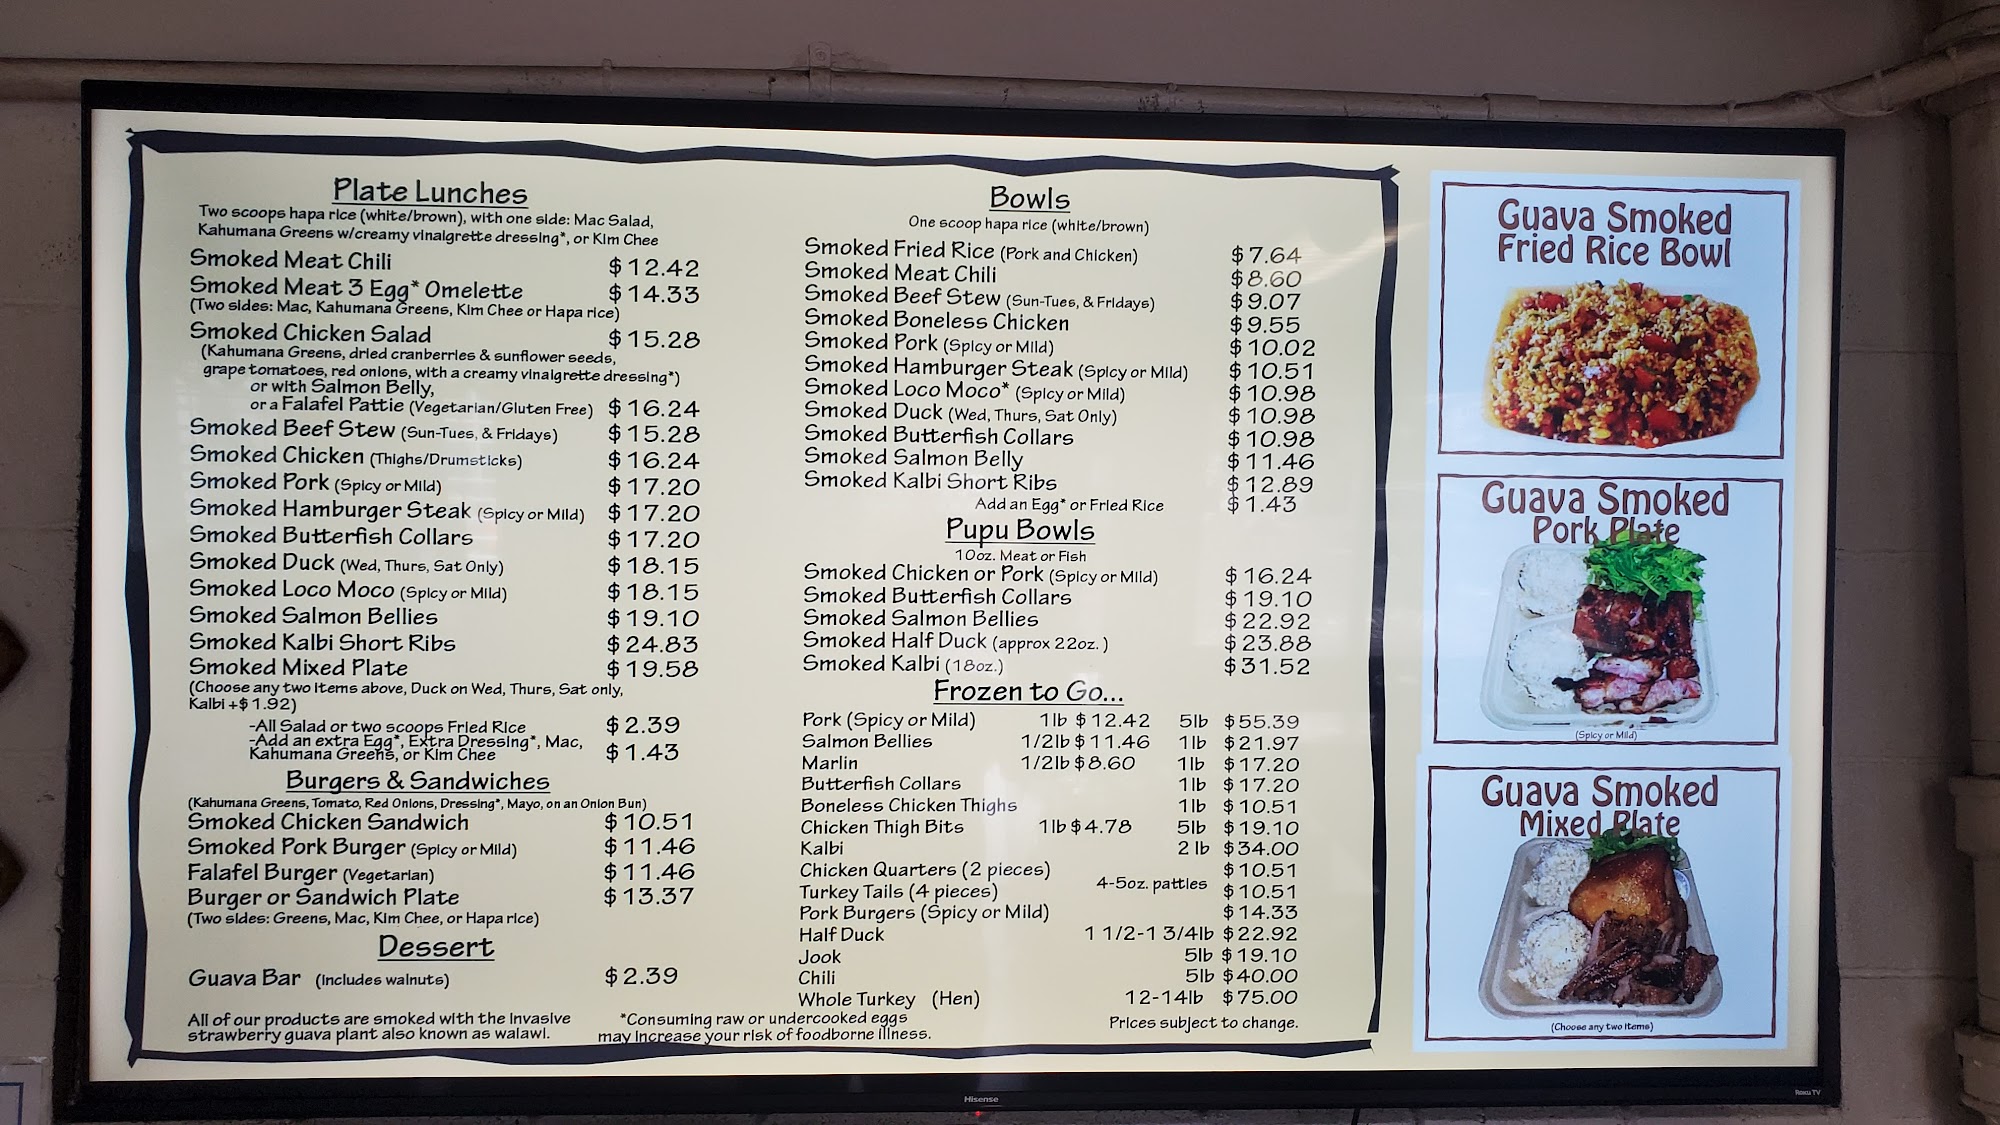 Plate Lunches
Two scoops hapa rice (white/brown), with one side: Mac Salad,
Kahumana Greens w/creamy vinaigrette dressing*, or Kim Chee
Smoked Meat Chili $12.42
Smoked Meat 3 Egg* Omelette $14.33
(Two sides: Mac, Kahumana Greens, Kim Chee or Hapa rice)
Smoked Chicken Salad $15.28
(Kahumana Greens, dried cranberries & sunflower seeds,
grape tomatoes, red onions, with a creamy vinaigrette dressing*)
or with Salmon Belly,
or a Falafel Pattie (Vegetarian/Gluten Free) $16.24
Smoked Beef Stew (Sun-Tues, & Fridays) $15.28
Smoked Chicken (Thighs/Drumsticks) $16.24
Smoked Pork (Spicy or Mild) $17.20
Smoked Hamburger Steak (Spicy or Mild) $17.20
Smoked Butterfish Collars $17.20
Smoked Duck (Wed, Thurs, Sat Only) $18.15
Smoked Loco Moco (Spicy or Mild) $18.15
Smoked Salmon Bellies $19.10
Smoked Kalbi Short Ribs $24.83
Smoked Mixed Plate $19.58
(Choose any two items above, Duck on Wed, Thurs, Sat only,
Kalbi +$1.92)
-All Salad or two scoops Fried Rice $2.39
-Add an extra Egg*, Extra Dressing*, Mac,
Kahumana Greens, or Kim Chee $1.43
Burgers & Sandwiches
(Kahumana Greens, Tomato, Red Onions, Dressing*, Mayo, on an Onion Bun)
Smoked Chicken Sandwich $10.51
Smoked Pork Burger (Spicy or Mild) $11.46
Falafel Burger (Vegetarian) $11.46
Burger or Sandwich Plate $13.37
(Two sides: Greens, Mac, Kim Chee, or Hapa rice)
Dessert
Guava Bar (Includes walnuts) $2.39
All of our products are smoked with the invasive
strawberry guava plant also known as waiawi.
Bowls
One scoop hapa rice (white/brown)
Smoked Fried Rice (Pork and Chicken) $7.64
Smoked Meat Chili $8.60
Smoked Beef Stew (Sun-Tues, & Fridays) $9.07
Smoked Boneless Chicken $9.55
Smoked Pork (Spicy or Mild) $10.02
Smoked Hamburger Steak (Spicy or Mild) $10.51
Smoked Loco Moco* (Spicy or Mild) $10.98
Smoked Duck (Wed, Thurs, Sat Only) $10.98
Smoked Butterfish Collars $10.98
Smoked Salmon Belly $11.46
Smoked Kalbi Short Ribs $12.89
Add an Egg* or Fried Rice $1.43
Pupu Bowls
10oz. Meat or Fish
Smoked Chicken or Pork (Spicy or Mild) $16.24
Smoked Butterfish Collars $19.10
Smoked Salmon Bellies $22.92
Smoked Half Duck (approx 22oz.) $23.88
Smoked Kalbi (18oz.) $31.52
Frozen to Go...
Pork (Spicy or Mild) 1lb $12.42 5lb $55.39
Salmon Bellies 1/2lb $11.46 1lb $21.97
Marlin 1/2lb $8.60 1lb $17.20
Butterfish Collars 1lb $17.20
Boneless Chicken Thighs 1lb $10.51
Chicken Thigh Bits 1lb $4.78 5lb $19.10
Kalbi 2 lb $34.00
Chicken Quarters (2 pieces) $10.51
Turkey Tails (4 pieces) 4-5oz. patties $10.51
Pork Burgers (Spicy or Mild) $14.33
Half Duck 1 1/2-1 3/4lb $22.92
Jook 5lb $19.10
Chili 5lb $40.00
Whole Turkey (Hen) 12-14lb $75.00
*Consuming raw or undercooked eggs
may increase your risk of foodborne illness.
Prices subject to change.
Guava Smoked
Fried Rice Bowl
Guava Smoked
Pork Plate
(Spicy or Mild)
Guava Smoked
Mixed Plate
(Choose any two items)
Hisense
Roku TV